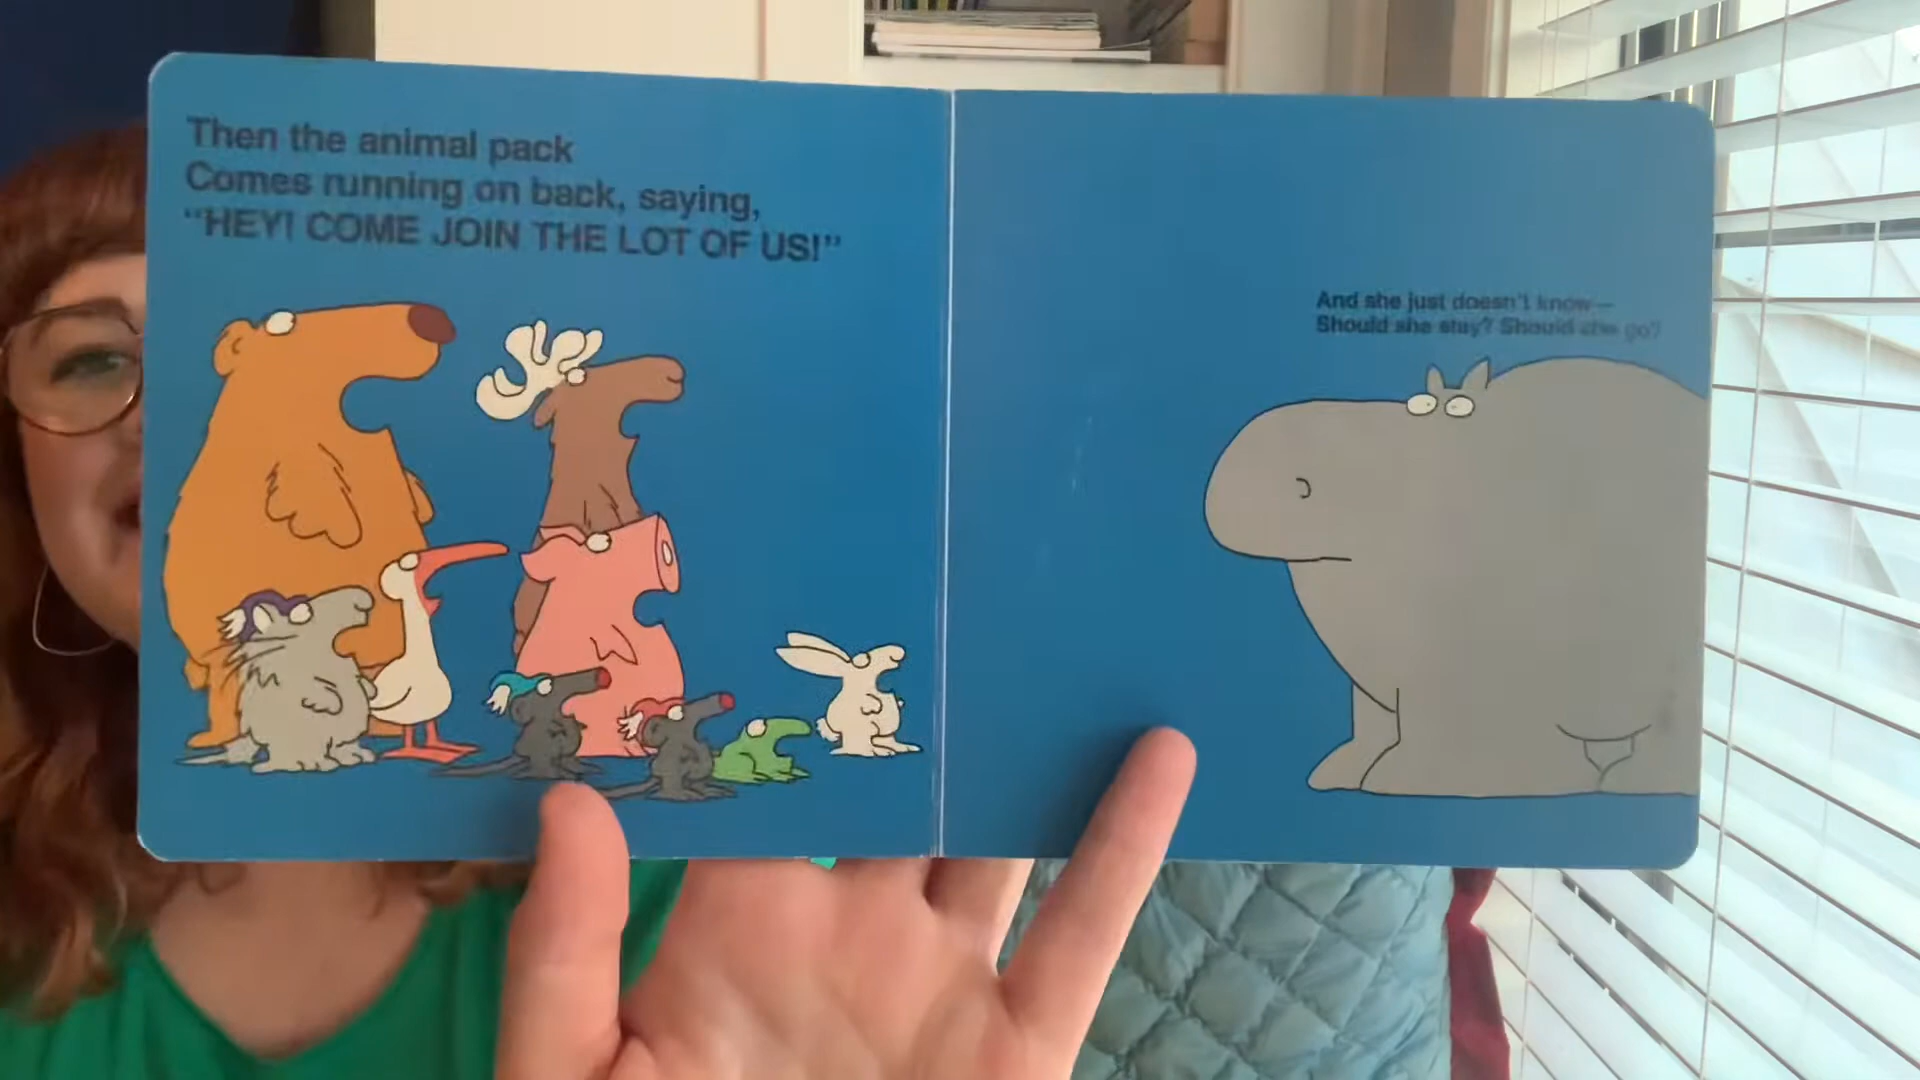 Then the animal pack
Comes running on back, saying,
“HEY! COME JOIN THE LOT OF US!”
And she just doesn't know—
Should she stay? Should she go?